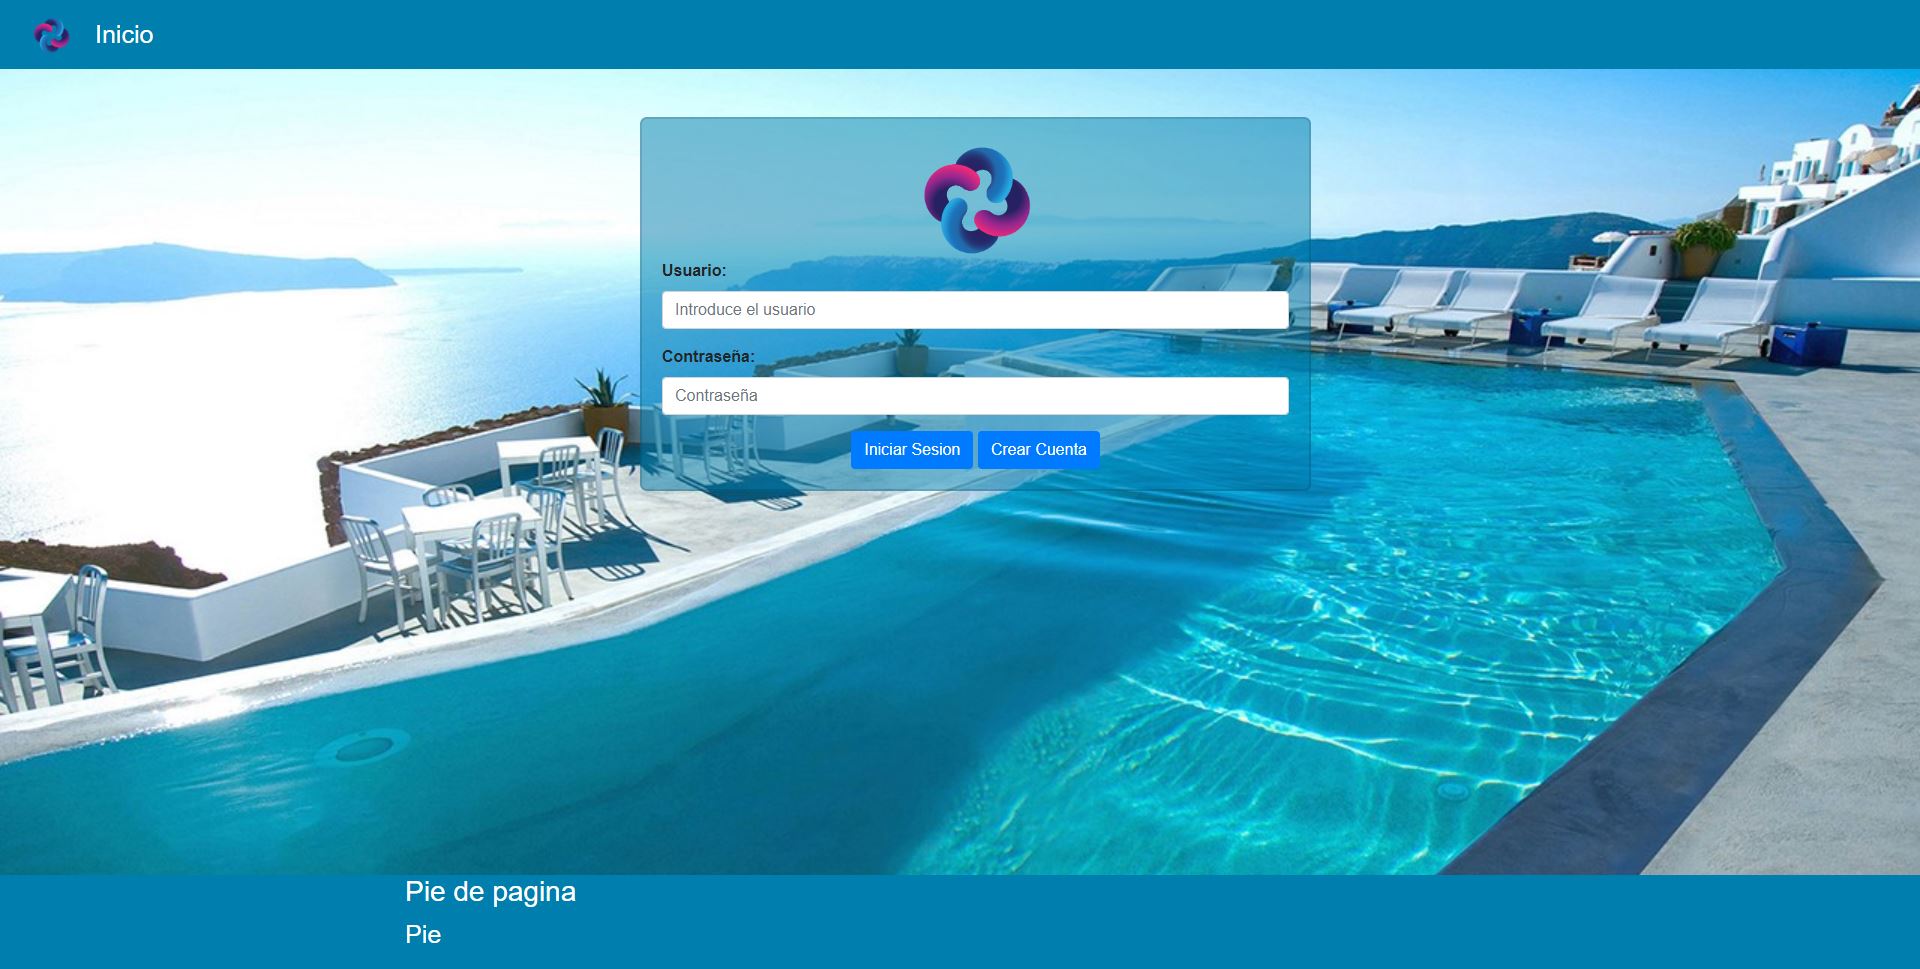 Inicio
Usuario:
Introduce el usuario
Contraseña:
Contraseña
Iniciar Sesion Crear Cuenta
Pie de pagina
Pie